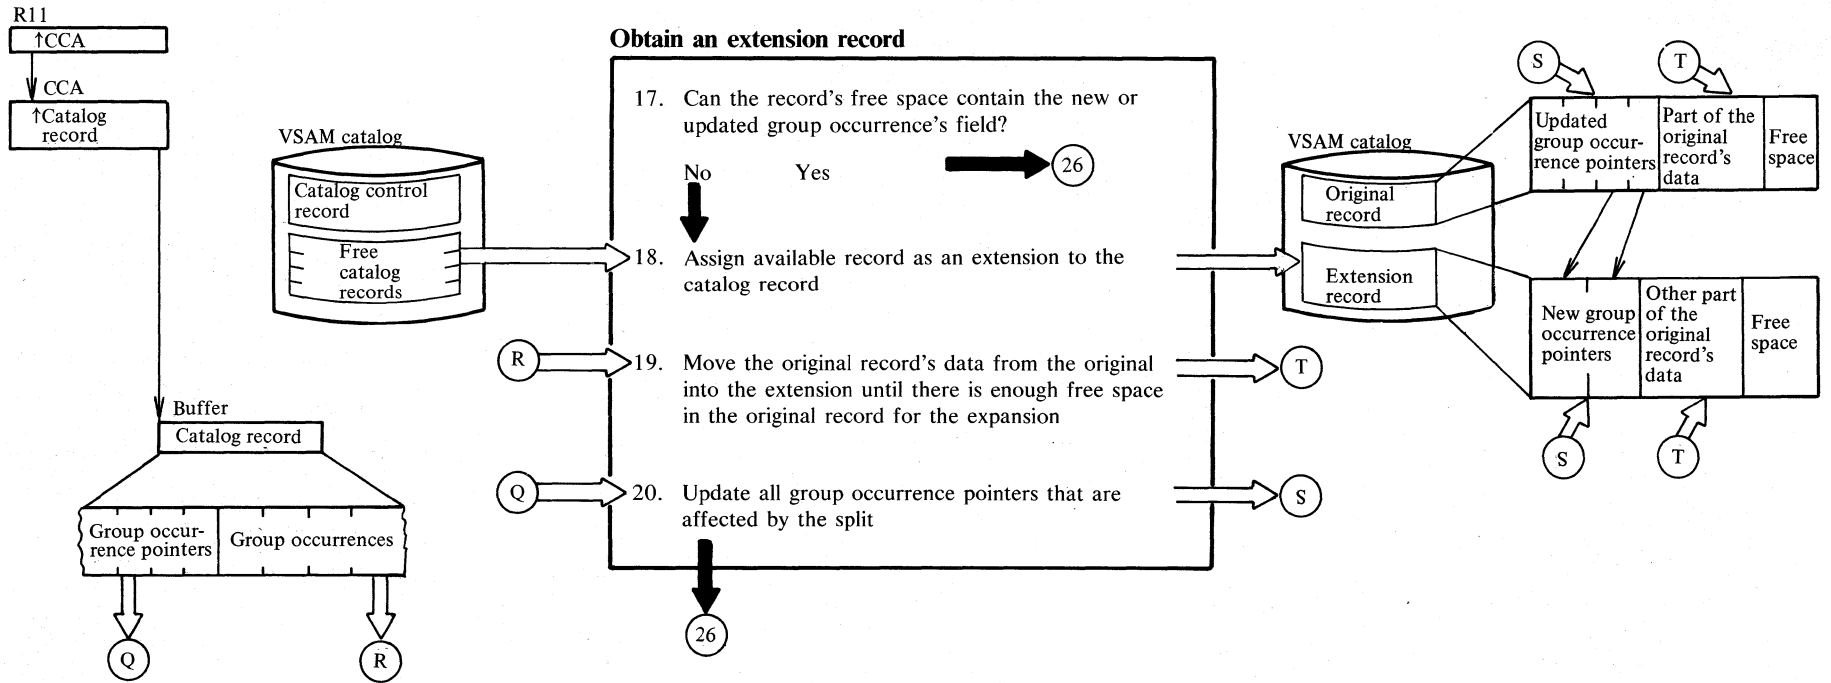 R11
↑CCA
CCA
↑Catalog
record
Buffer
Catalog record
Group occur-
rence pointers
Group occurrences
Q
R
VSAM catalog
Catalog control
record
Free
catalog
records
Obtain an extension record
17. Can the record's free space contain the new or
updated group occurrence's field?
No Yes 26
18. Assign available record as an extension to the
catalog record
R
19. Move the original record's data from the original
into the extension until there is enough free space
in the original record for the expansion
T
Q
20. Update all group occurrence pointers that are
affected by the split
S
26
VSAM catalog
Original
record
Extension
record
S
T
Updated
group occur-
rence pointers
Part of the
original
record's
data
Free
space
New group
occurrence
pointers
Other part
of the
original
record's
data
Free
space
S
T